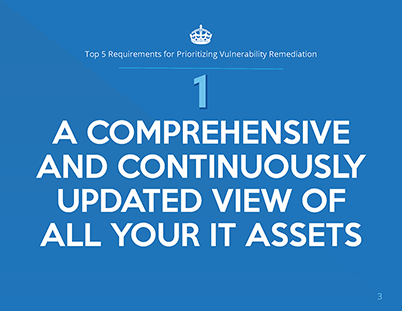 Top 5 Requirements for Prioritizing Vulnerability Remediation
1
A COMPREHENSIVE
AND CONTINUOUSLY
UPDATED VIEW OF
ALL YOUR IT ASSETS
3